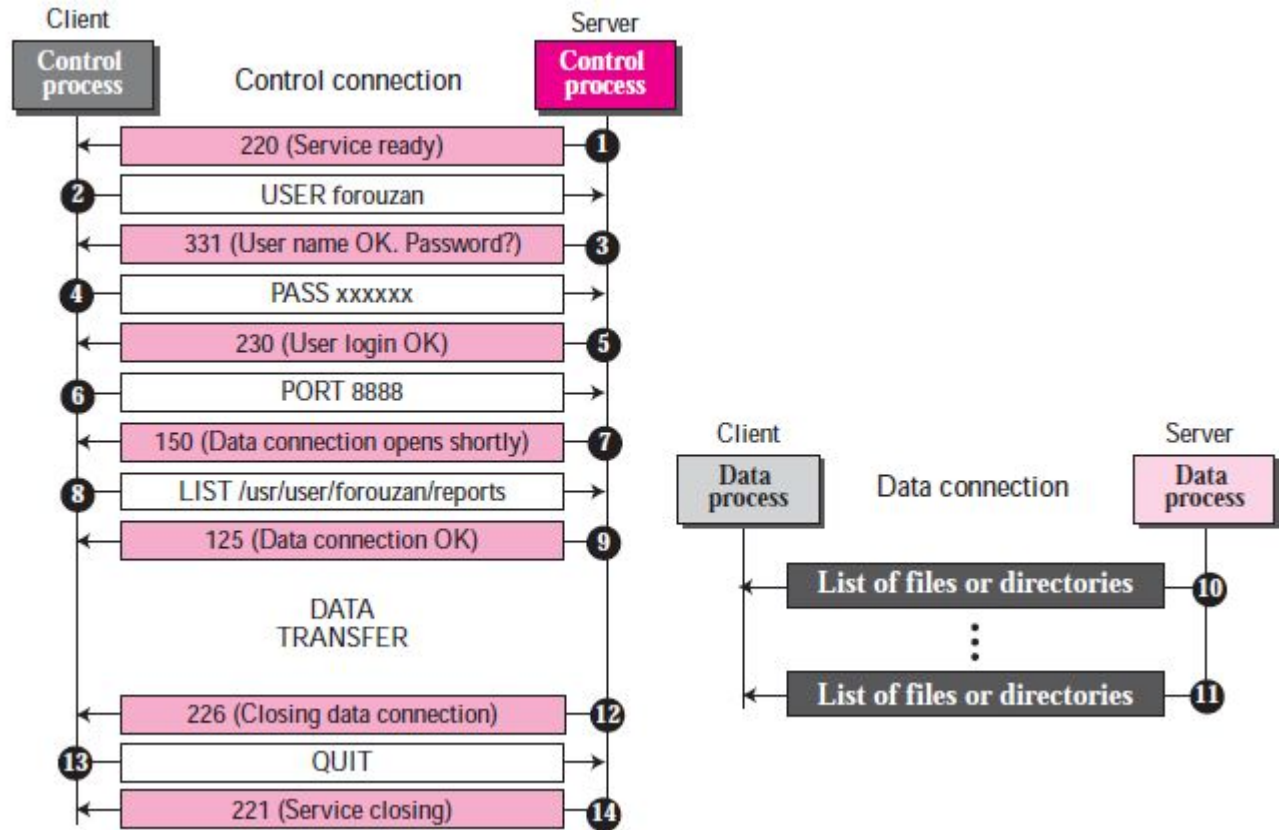 Client
Server
Control
process
Control connection
Control
process
220 (Service ready)
1
2
USER forouzan
331 (User name OK. Password?)
3
4
PASS xxxxxx
230 (User login OK)
5
6
PORT 8888
150 (Data connection opens shortly)
7
8
LIST /usr/user/forouzan/reports
125 (Data connection OK)
9
DATA
TRANSFER
226 (Closing data connection)
12
13
QUIT
221 (Service closing)
14
Client
Server
Data
process
Data connection
Data
process
List of files or directories
10
List of files or directories
11